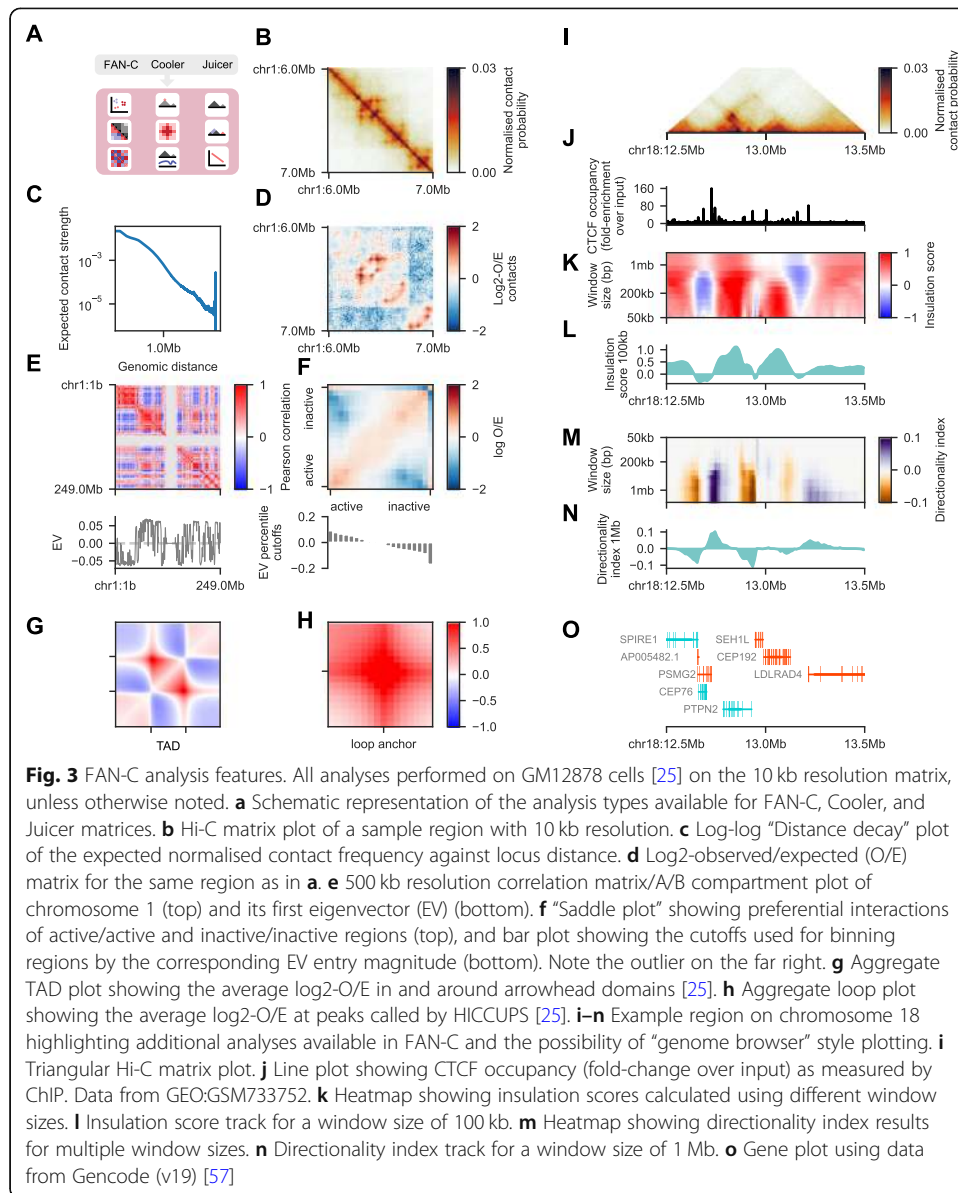 A
FAN-C Cooler Juicer
B
chr1:6.0Mb
7.0Mb
chr1:6.0Mb 7.0Mb
0.03
0.00
Normalised contact
probability
C
Expected contact strength
10⁻³
10⁻⁵
1.0Mb
Genomic distance
D
chr1:6.0Mb
7.0Mb
chr1:6.0Mb 7.0Mb
2
0
−2
Log2-O/E
contacts
E
chr1:1b
249.0Mb
1
0
−1
Pearson correlation
EV
0.05
0.00
−0.05
chr1:1b 249.0Mb
F
inactive
active
active inactive
2
0
−2
log O/E
EV percentile
cutoffs
0.2
0.0
−0.2
G
TAD
H
loop anchor
1.0
0.5
0.0
−0.5
−1.0
I
0.03
0.00
Normalised contact
probability
chr18:12.5Mb 13.0Mb 13.5Mb
J
CTCF occupancy
(fold-enrichment
over input)
160
80
0
K
Window
size (bp)
1mb
200kb
50kb
1
0
−1
Insulation score
L
Insulation
score 100kb
1.0
0.5
0.0
chr18:12.5Mb 13.0Mb 13.5Mb
M
Window
size (bp)
50kb
200kb
1mb
0.1
0.0
−0.1
Directionality index
N
Directionality
index 1Mb
0.1
0.0
−0.1
chr18:12.5Mb 13.0Mb 13.5Mb
O
SPIRE1 SEH1L
AP005482.1 CEP192
PSMG2 LDLRAD4
CEP76
PTPN2
chr18:12.5Mb 13.0Mb 13.5Mb
Fig. 3 FAN-C analysis features. All analyses performed on GM12878 cells [25] on the 10 kb resolution matrix,
unless otherwise noted. a Schematic representation of the analysis types available for FAN-C, Cooler, and
Juicer matrices. b Hi-C matrix plot of a sample region with 10 kb resolution. c Log-log “Distance decay” plot
of the expected normalised contact frequency against locus distance. d Log2-observed/expected (O/E)
matrix for the same region as in a. e 500 kb resolution correlation matrix/A/B compartment plot of
chromosome 1 (top) and its first eigenvector (EV) (bottom). f “Saddle plot” showing preferential interactions
of active/active and inactive/inactive regions (top), and bar plot showing the cutoffs used for binning
regions by the corresponding EV entry magnitude (bottom). Note the outlier on the far right. g Aggregate
TAD plot showing the average log2-O/E in and around arrowhead domains [25]. h Aggregate loop plot
showing the average log2-O/E at peaks called by HICCUPS [25]. i–n Example region on chromosome 18
highlighting additional analyses available in FAN-C and the possibility of “genome browser” style plotting. i
Triangular Hi-C matrix plot. j Line plot showing CTCF occupancy (fold-change over input) as measured by
ChIP. Data from GEO:GSM733752. k Heatmap showing insulation scores calculated using different window
sizes. l Insulation score track for a window size of 100 kb. m Heatmap showing directionality index results
for multiple window sizes. n Directionality index track for a window size of 1 Mb. o Gene plot using data
from Gencode (v19) [57]